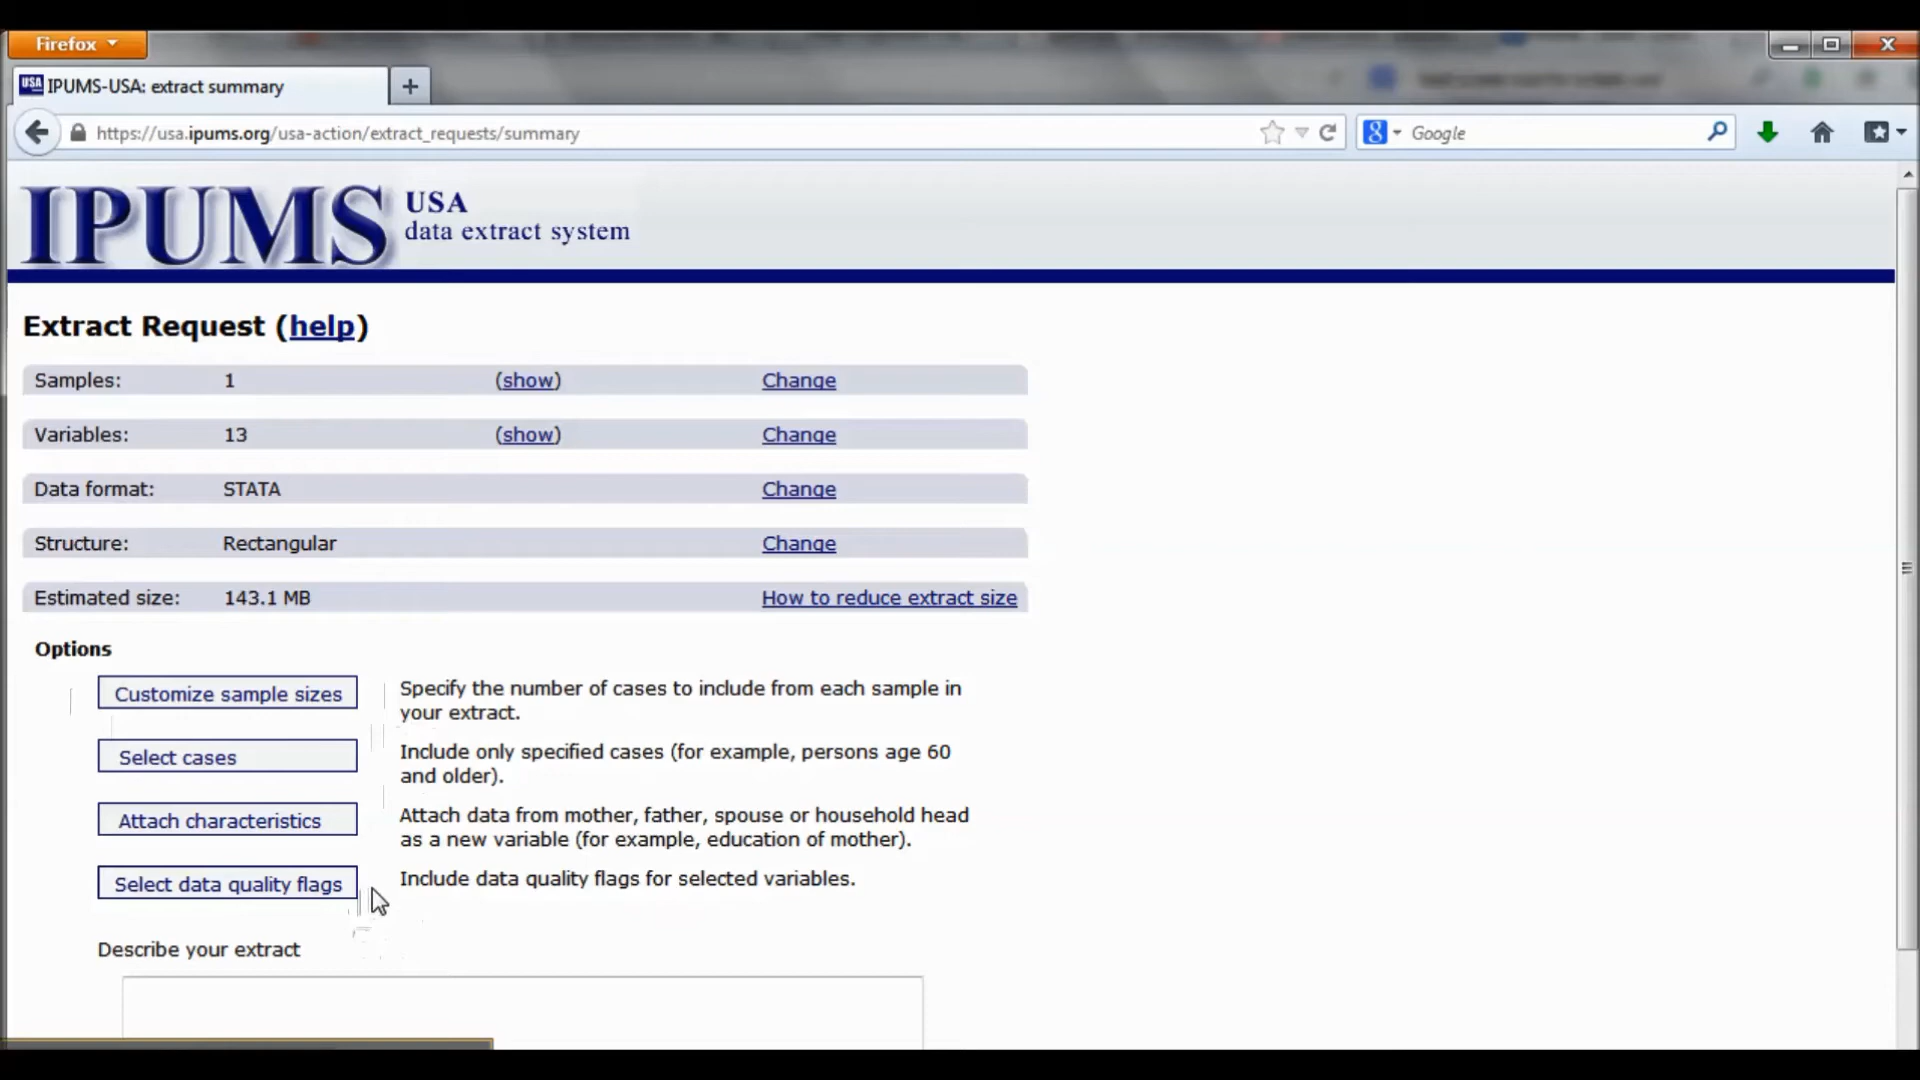 Firefox
USA IPUMS-USA: extract summary +
https://usa.ipums.org/usa-action/extract_requests/summary
8 Google
IPUMS USA
data extract system
Extract Request (help)
Samples: 1 (show) Change
Variables: 13 (show) Change
Data format: STATA Change
Structure: Rectangular Change
Estimated size: 143.1 MB How to reduce extract size
Options
Customize sample sizes Specify the number of cases to include from each sample in
your extract.
Select cases Include only specified cases (for example, persons age 60
and older).
Attach characteristics Attach data from mother, father, spouse or household head
as a new variable (for example, education of mother).
Select data quality flags Include data quality flags for selected variables.
Describe your extract